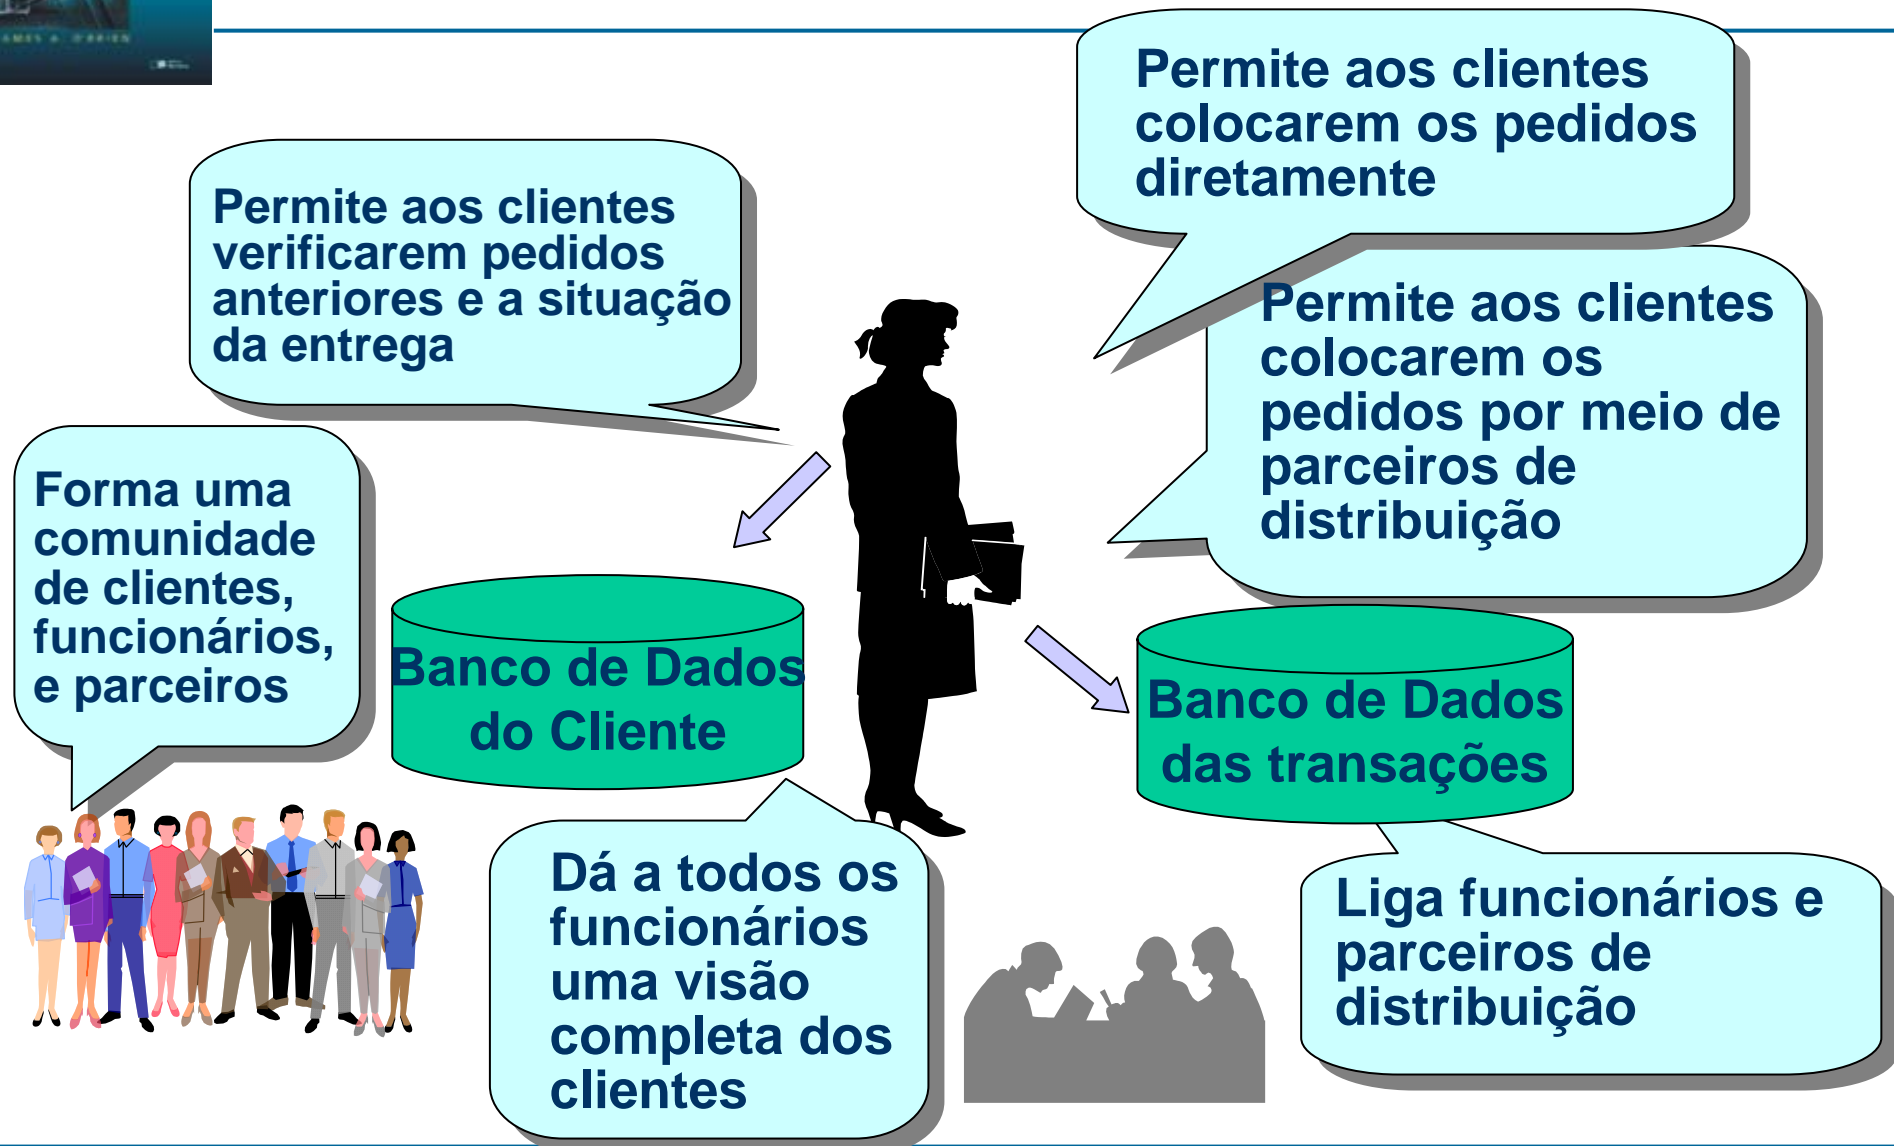 JAMES A. O'BRIEN
Permite aos clientes
colocarem os pedidos
diretamente
Permite aos clientes
verificarem pedidos
anteriores e a situação
da entrega
Permite aos clientes
colocarem os
pedidos por meio de
parceiros de
distribuição
Forma uma
comunidade
de clientes,
funcionários,
e parceiros
Banco de Dados
do Cliente
Banco de Dados
das transações
Dá a todos os
funcionários
uma visão
completa dos
clientes
Liga funcionários e
parceiros de
distribuição